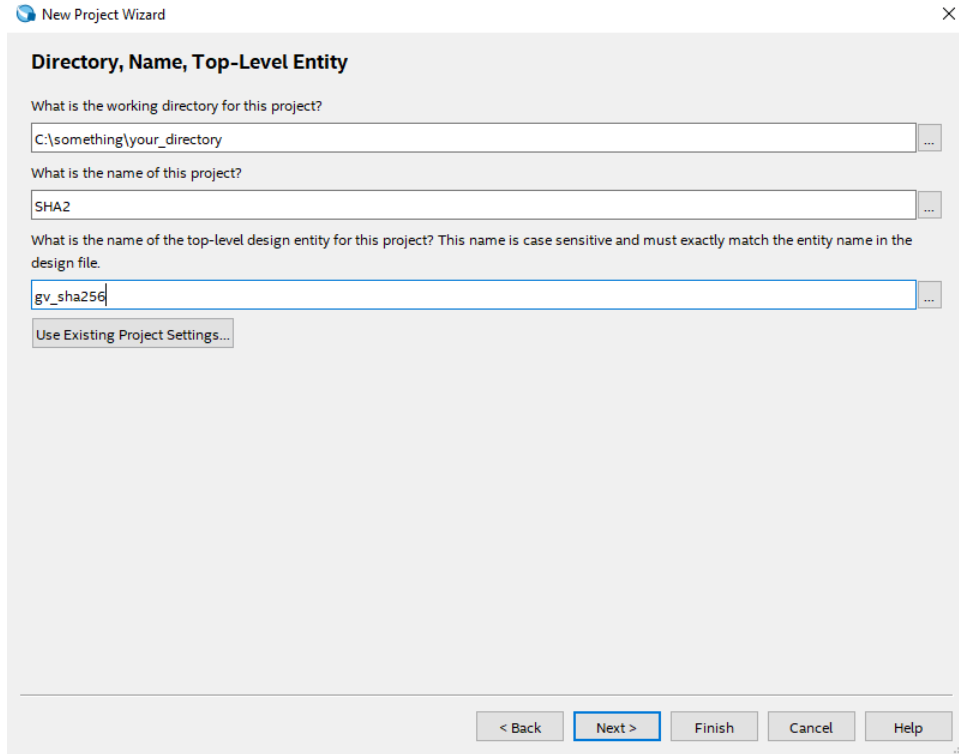 New Project Wizard
Directory, Name, Top-Level Entity
What is the working directory for this project?
C:\something\your_directory
...
What is the name of this project?
SHA2
...
What is the name of the top-level design entity for this project? This name is case sensitive and must exactly match the entity name in the
design file.
gv_sha256
...
Use Existing Project Settings...
< Back
Next >
Finish
Cancel
Help